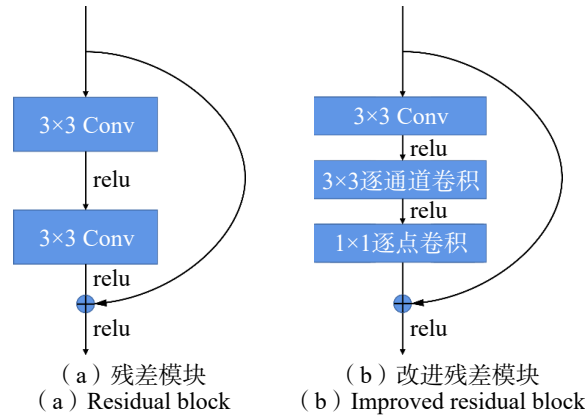 3×3 Conv
relu
3×3 Conv
relu
relu
(a)残差模块
(a)Residual block
3×3 Conv
relu
3×3逐通道卷积
relu
1×1逐点卷积
relu
(b)改进残差模块
(b)Improved residual block